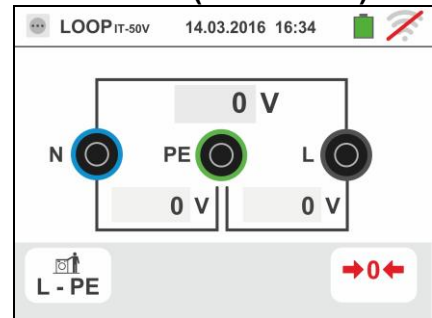 LOOP IT-50V 14.03.2016 16:34
0 V
N PE L
0 V 0 V
L - PE
→0←